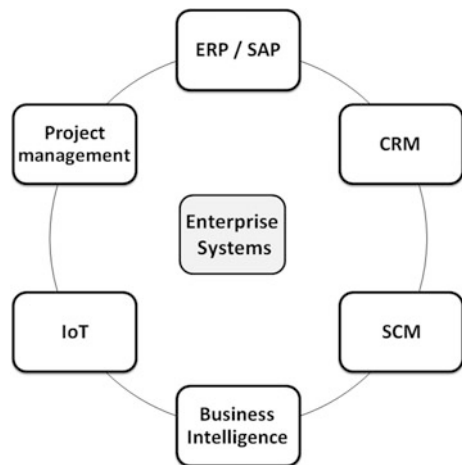 ERP / SAP
Project
management
CRM
Enterprise
Systems
IoT
SCM
Business
Intelligence